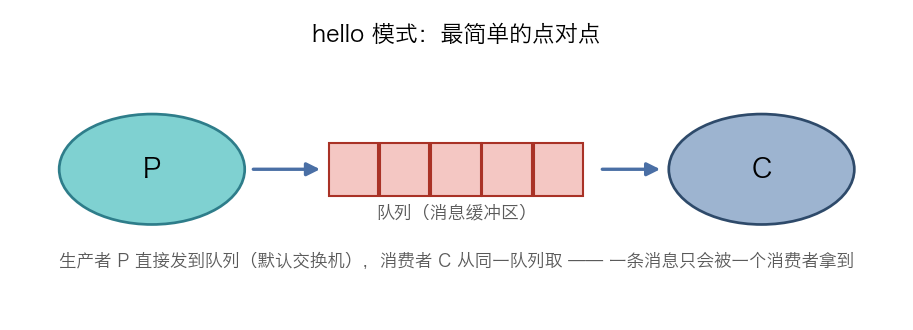 hello 模式：最简单的点对点
P
C
队列（消息缓冲区）
生产者 P 直接发到队列（默认交换机），消费者 C 从同一队列取 —— 一条消息只会被一个消费者拿到